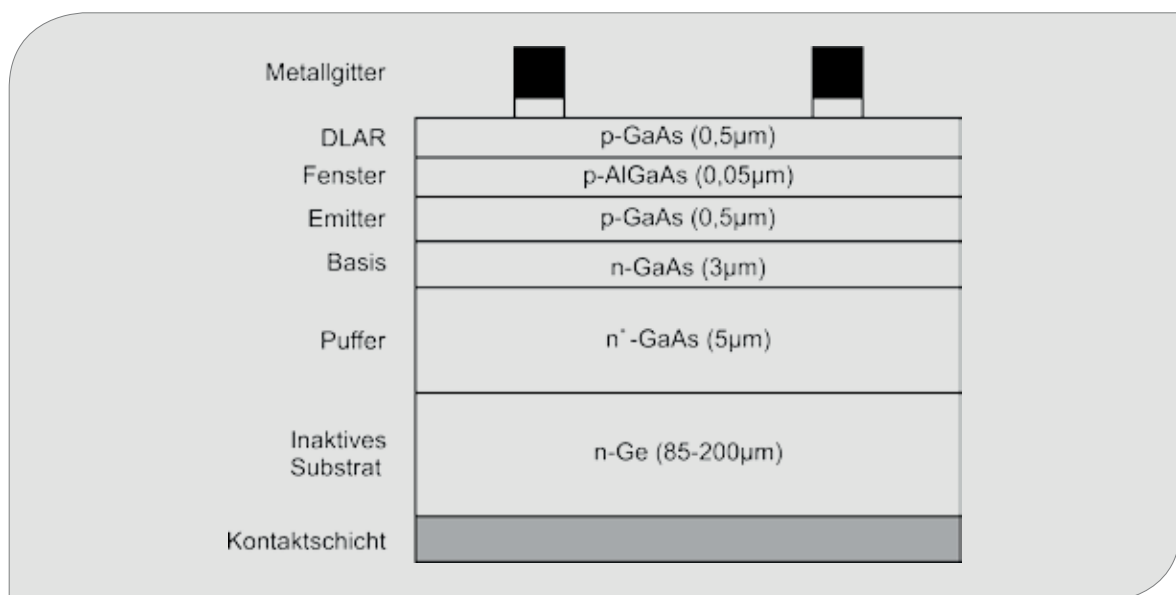 Metallgitter
DLAR
p-GaAs (0,5µm)
Fenster
p-AlGaAs (0,05µm)
Emitter
p-GaAs (0,5µm)
Basis
n-GaAs (3µm)
Puffer
n⁺-GaAs (5µm)
Inaktives
Substrat
n-Ge (85-200µm)
Kontaktschicht